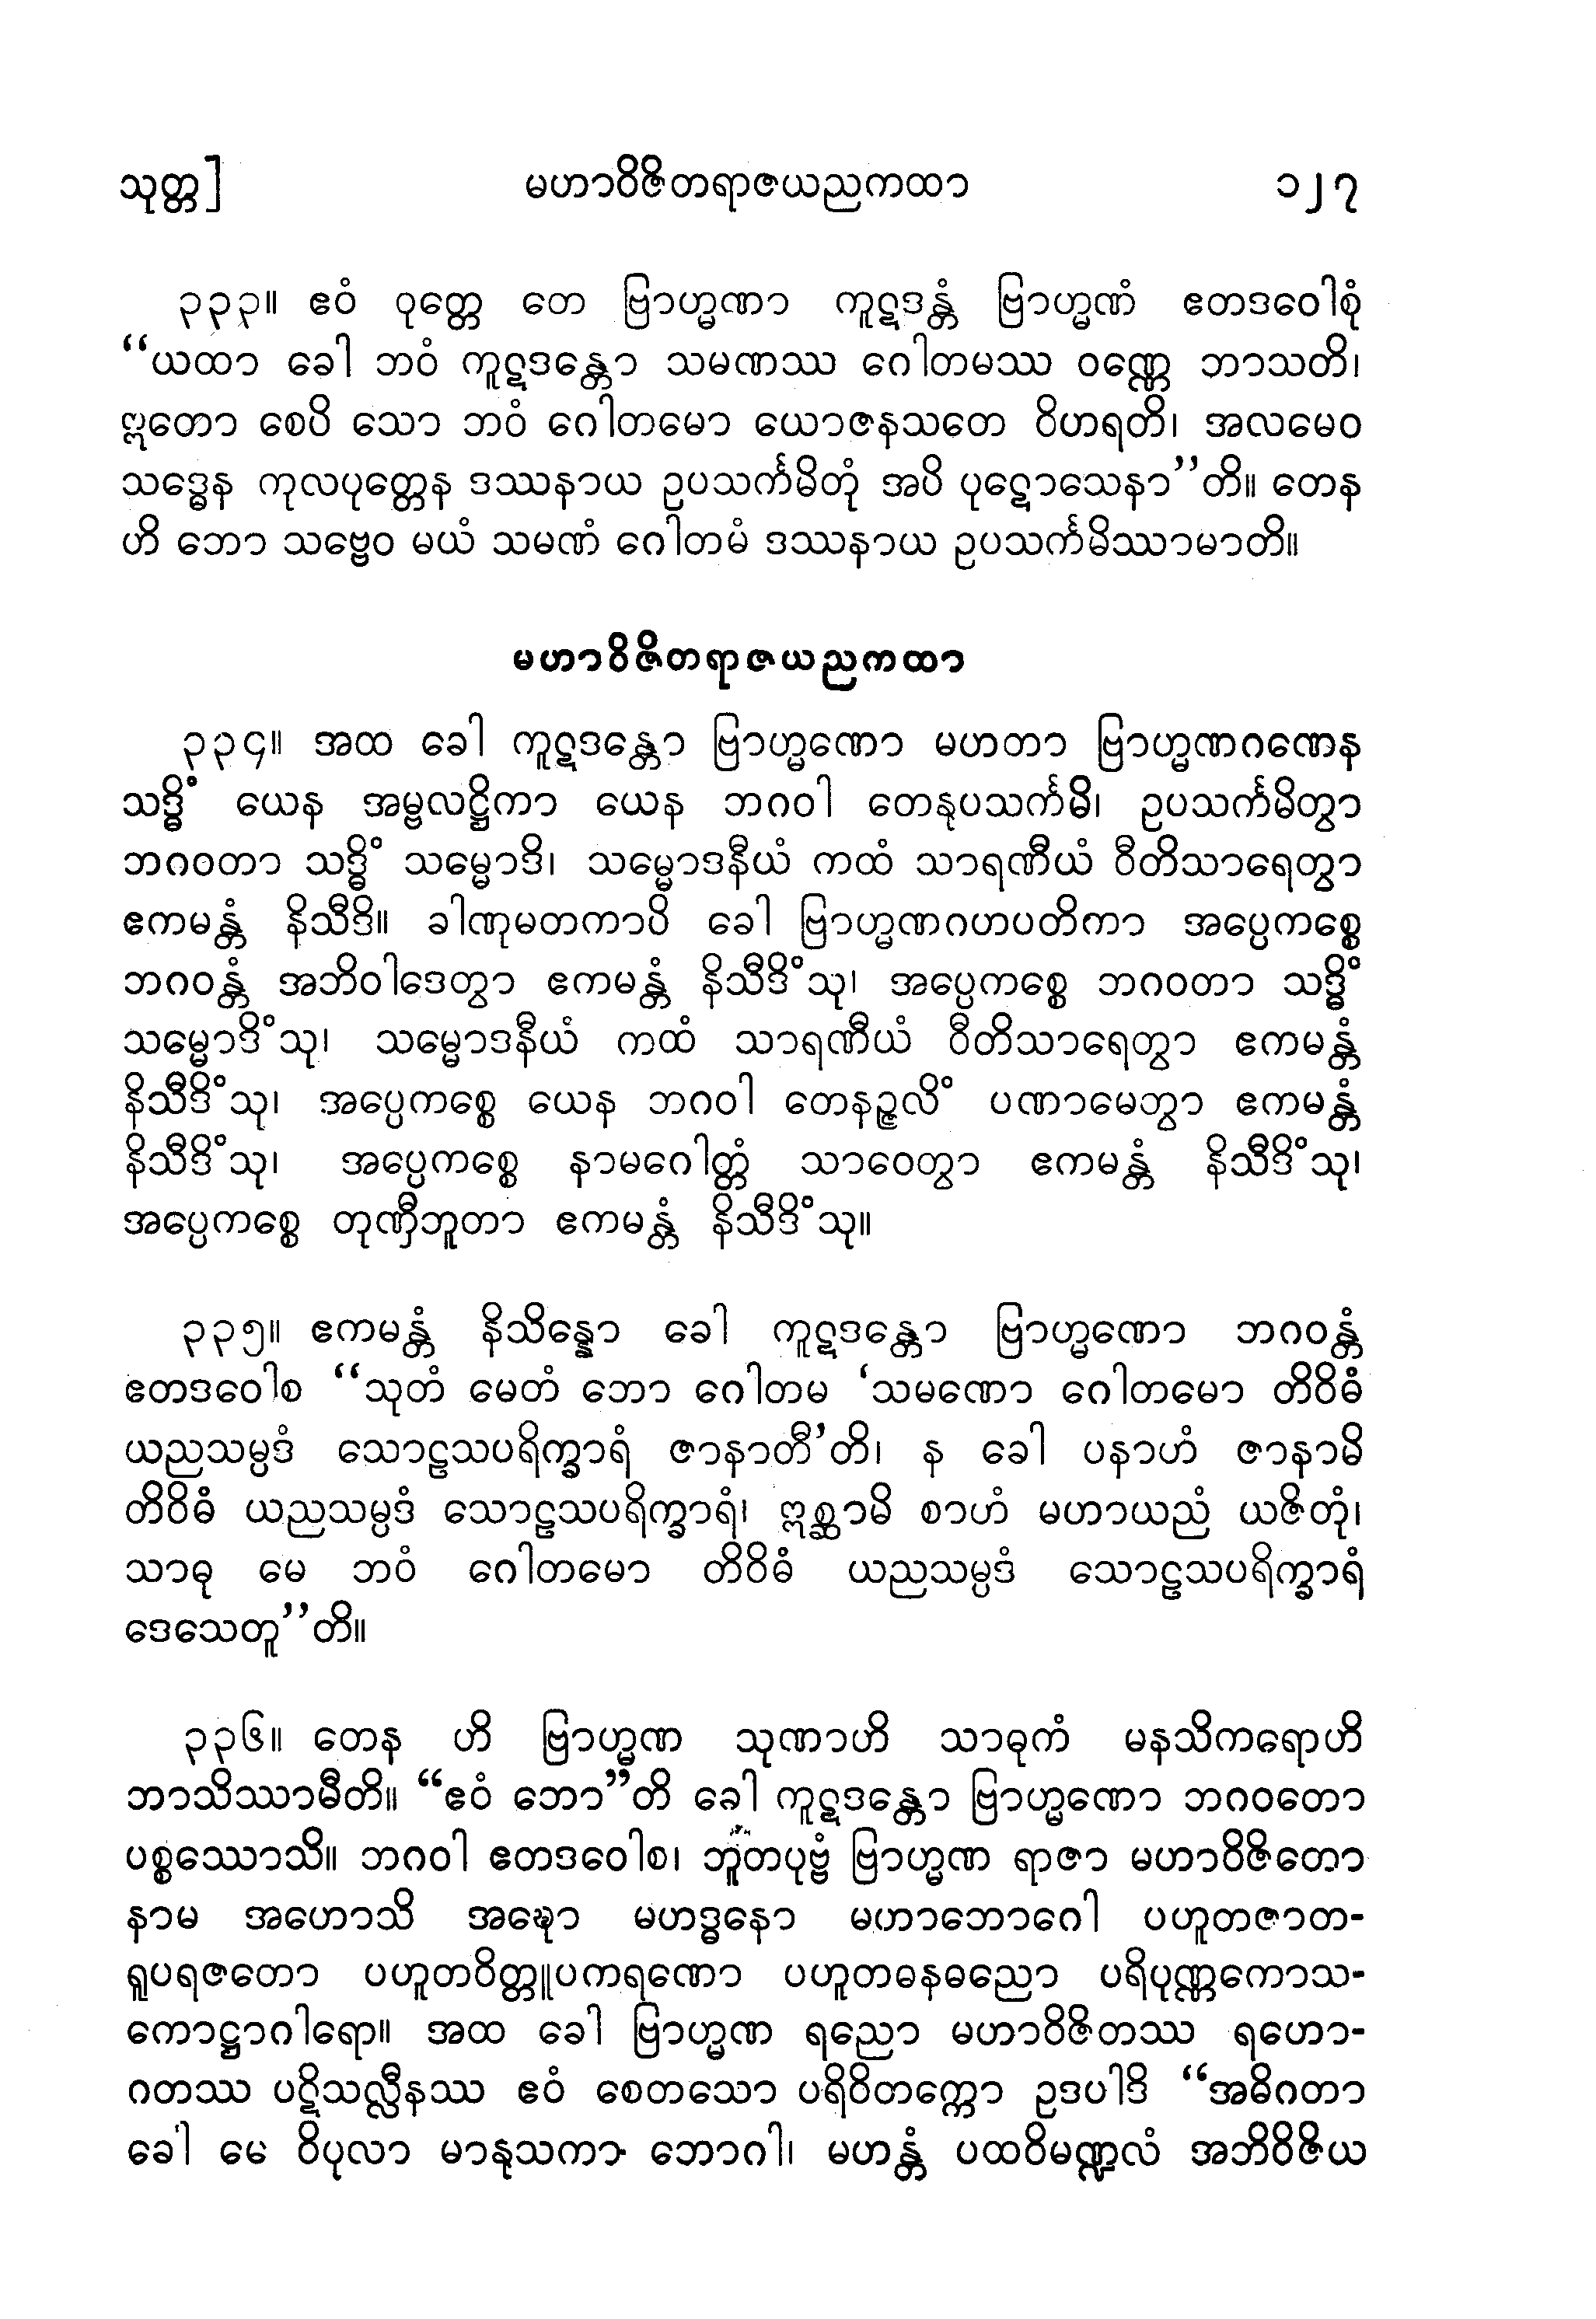 သုတ္တ] မဟာဝိဇိတရာဇယညကထာ ၁၂၇
၃၃၃။ ဧဝံ ဝုတ္တေ တေ ဗြာဟ္မဏာ ကူဋဒန္တံ ဗြာဟ္မဏံ ဧတဒဝေါစုံ
“ယထာ ခေါ ဘဝံ ကူဋဒန္တော သမဏဿ ဂေါတမဿ ဝဏ္ဏေ ဘာသတိ၊
ဣတော စေပိ သော ဘဝံ ဂေါတမော ယောဇနသတေ ဝိဟရတိ၊ အလမေဝ
သဒ္ဓေန ကုလပုတ္တေန ဒဿနာယ ဥပသင်္ကမိတုံ အပိ ပုဋောသေနာ”တိ။ တေန
ဟိ ဘော သဗ္ဗေဝ မယံ သမဏံ ဂေါတမံ ဒဿနာယ ဥပသင်္ကမိဿာမာတိ။
မဟာဝိဇိတရာဇယညကထာ
၃၃၄။ အထ ခေါ ကူဋဒန္တော ဗြာဟ္မဏော မဟတာ ဗြာဟ္မဏဂဏေန
သဒ္ဓိံ ယေန အမ္ဗလဋ္ဌိကာ ယေန ဘဂဝါ တေနုပသင်္ကမိ၊ ဥပသင်္ကမိတွာ
ဘဂဝတာ သဒ္ဓိံ သမ္မောဒိ၊ သမ္မောဒနီယံ ကထံ သာရဏီယံ ဝီတိသာရေတွာ
ဧကမန္တံ နိသီဒိ။ ခါဏုမတကာပိ ခေါ ဗြာဟ္မဏဂဟပတိကာ အပ္ပေကစ္စေ
ဘဂဝန္တံ အဘိဝါဒေတွာ ဧကမန္တံ နိသီဒိံသု၊ အပ္ပေကစ္စေ ဘဂဝတာ သဒ္ဓိံ
သမ္မောဒိံသု၊ သမ္မောဒနီယံ ကထံ သာရဏီယံ ဝီတိသာရေတွာ ဧကမန္တံ
နိသီဒိံသု၊ အပ္ပေကစ္စေ ယေန ဘဂဝါ တေနဉ္ဇလိံ ပဏာမေတွာ ဧကမန္တံ
နိသီဒိံသု၊ အပ္ပေကစ္စေ နာမဂေါတ္တံ သာဝေတွာ ဧကမန္တံ နိသီဒိံသု၊
အပ္ပေကစ္စေ တုဏှီဘူတာ ဧကမန္တံ နိသီဒိံသု။
၃၃၅။ ဧကမန္တံ နိသိန္နော ခေါ ကူဋဒန္တော ဗြာဟ္မဏော ဘဂဝန္တံ
ဧတဒဝေါစ “သုတံ မေတံ ဘော ဂေါတမ ‘သမဏော ဂေါတမော တိဝိဓံ
ယညသမ္ပဒံ သောဠသပရိက္ခာရံ ဇာနာတီ’တိ၊ န ခေါ ပနာဟံ ဇာနာမိ
တိဝိဓံ ယညသမ္ပဒံ သောဠသပရိက္ခာရံ၊ ဣစ္ဆာမိ စာဟံ မဟာယညံ ယဇိတုံ၊
သာဓု မေ ဘဝံ ဂေါတမော တိဝိဓံ ယညသမ္ပဒံ သောဠသပရိက္ခာရံ
ဒေသေတူ”တိ။
၃၃၆။ တေန ဟိ ဗြာဟ္မဏ သုဏာဟိ သာဓုကံ မနသိကရောဟိ
ဘာသိဿာမီတိ။ “ဧဝံ ဘော”တိ ခေါ ကူဋဒန္တော ဗြာဟ္မဏော ဘဂဝတော
ပစ္စဿောသိ။ ဘဂဝါ ဧတဒဝေါစ၊ ဘူတပုဗ္ဗံ ဗြာဟ္မဏ ရာဇာ မဟာဝိဇိတော
နာမ အဟောသိ အဍ္ဎော မဟဒ္ဓနော မဟာဘောဂေါ ပဟူတဇာတ-
ရူပရဇတော ပဟူတဝိတ္တူပကရဏော ပဟူတဓနဓညော ပရိပုဏ္ဏကောသ-
ကောဋ္ဌာဂါရော။ အထ ခေါ ဗြာဟ္မဏ ရညော မဟာဝိဇိတဿ ရဟော-
ဂတဿ ပဋိသလ္လီနဿ ဧဝံ စေတသော ပရိဝိတက္ကော ဥဒပါဒိ “အဓိဂတာ
ခေါ မေ ဝိပုလာ မာနုသကာ ဘောဂါ၊ မဟန္တံ ပထဝိမဏ္ဍလံ အဘိဝိဇိယ